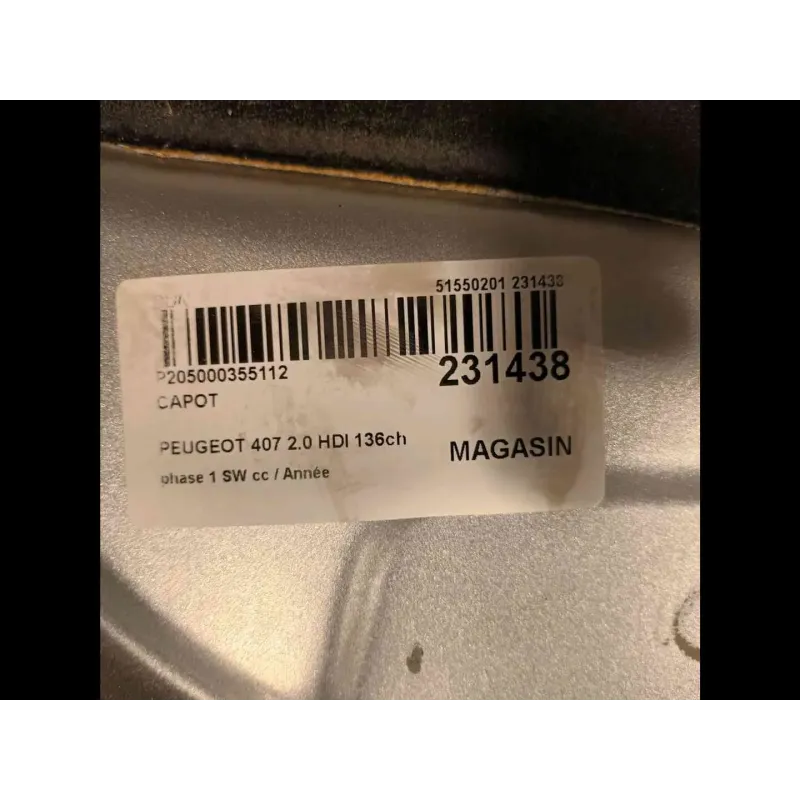 51550201 231438
P205000355112
231438
CAPOT
PEUGEOT 407 2.0 HDI 136ch
MAGASIN
phase 1 SW cc / Année